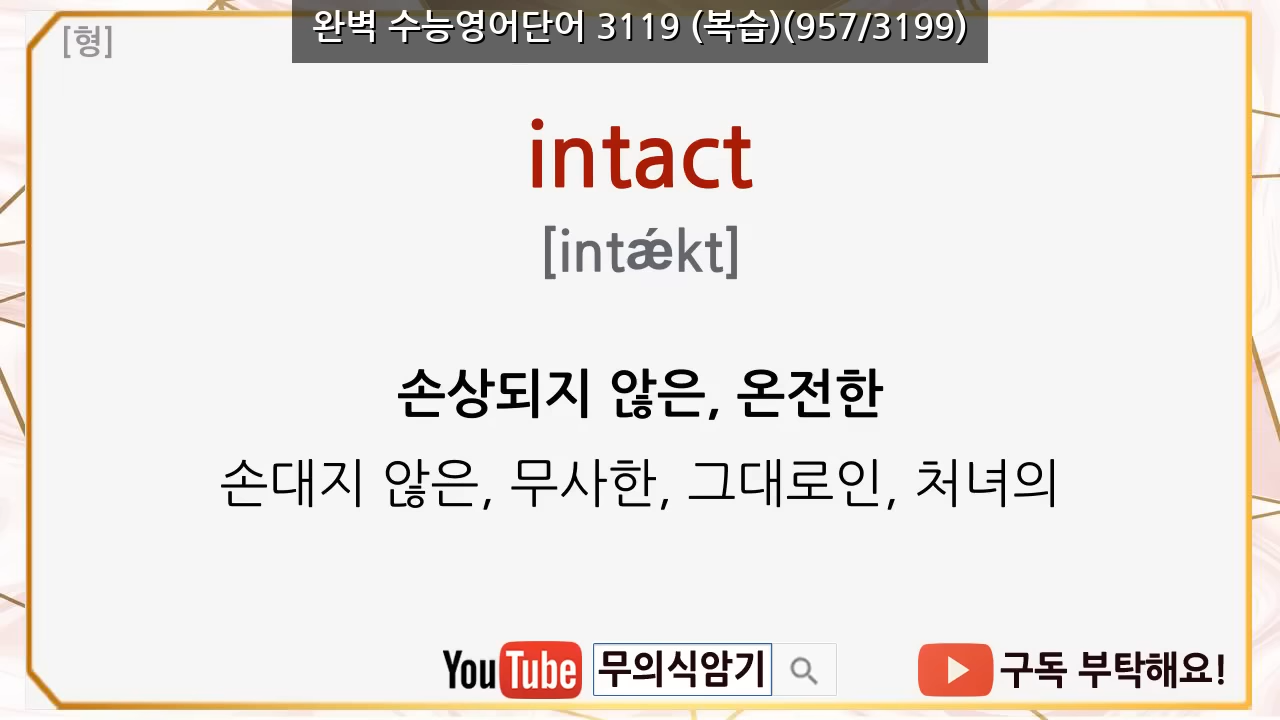 완벽 수능영어단어 3119 (복습)(957/3199)
[형]
intact
[intǽkt]
손상되지 않은, 온전한
손대지 않은, 무사한, 그대로인, 처녀의
YouTube 무의식암기 구독 부탁해요!